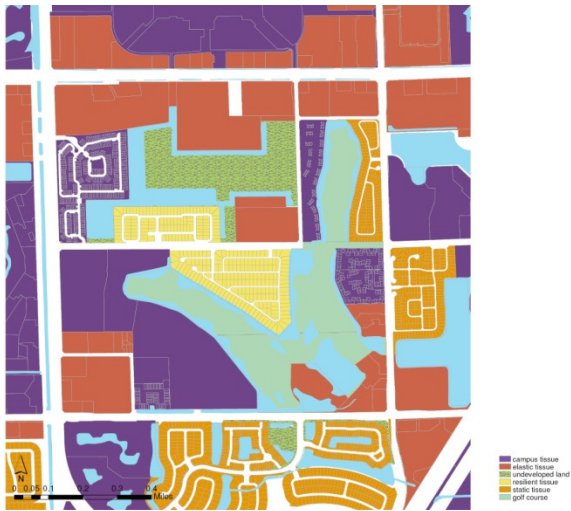 N
0 0.05 0.1 0.2 0.3 0.4
Miles
campus tissue
elastic tissue
undeveloped land
resilient tissue
static tissue
golf course